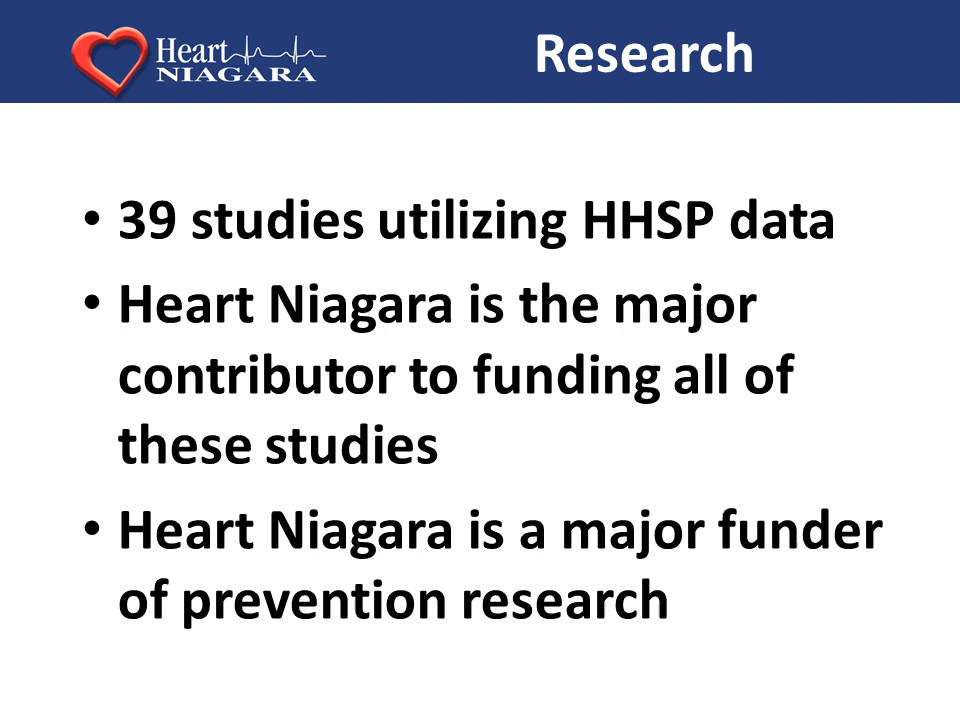 Heart
NIAGARA
Research
• 39 studies utilizing HHSP data
• Heart Niagara is the major
contributor to funding all of
these studies
• Heart Niagara is a major funder
of prevention research